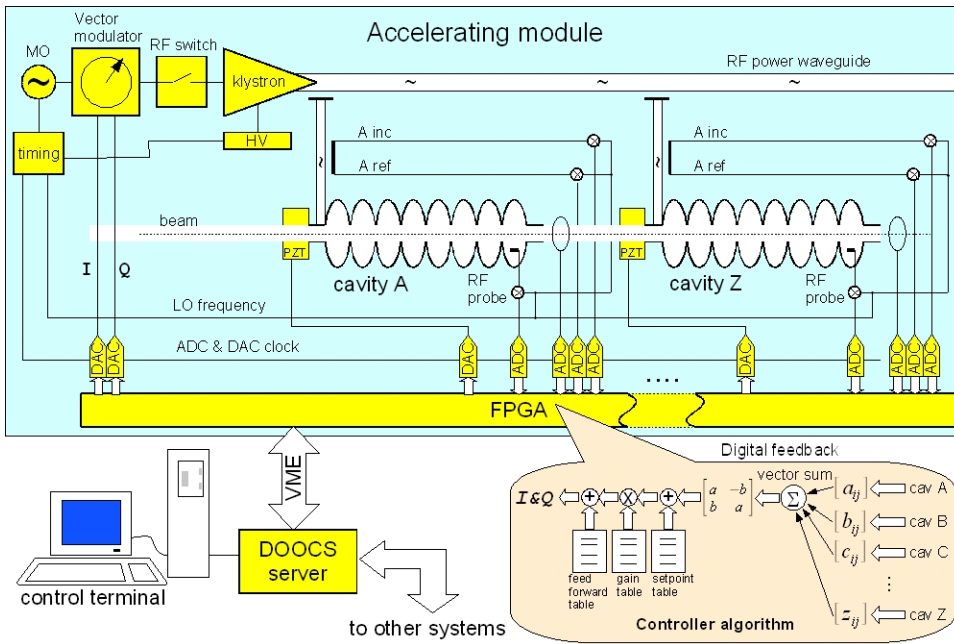 Accelerating module
Vector
modulator
MO
RF switch
klystron
RF power waveguide
~
~
~
~
timing
HV
A inc
A ref
~
A inc
A ref
~
beam
PZT
PZT
I
Q
cavity A
RF
probe
cavity Z
RF
probe
LO frequency
ADC & DAC clock
DAC
DAC
DAC
ADC
ADC
ADC
ADC
DAC
ADC
ADC
ADC
ADC
....
FPGA
VME
Digital feedback
vector sum
I&Q
+
x
+
[a -b
b a]
Σ
[a_ij]
cav A
[b_ij]
cav B
[c_ij]
cav C
⋮
[z_ij]
cav Z
feed
forward
table
gain
table
setpoint
table
Controller algorithm
DOOCS
server
control terminal
to other systems